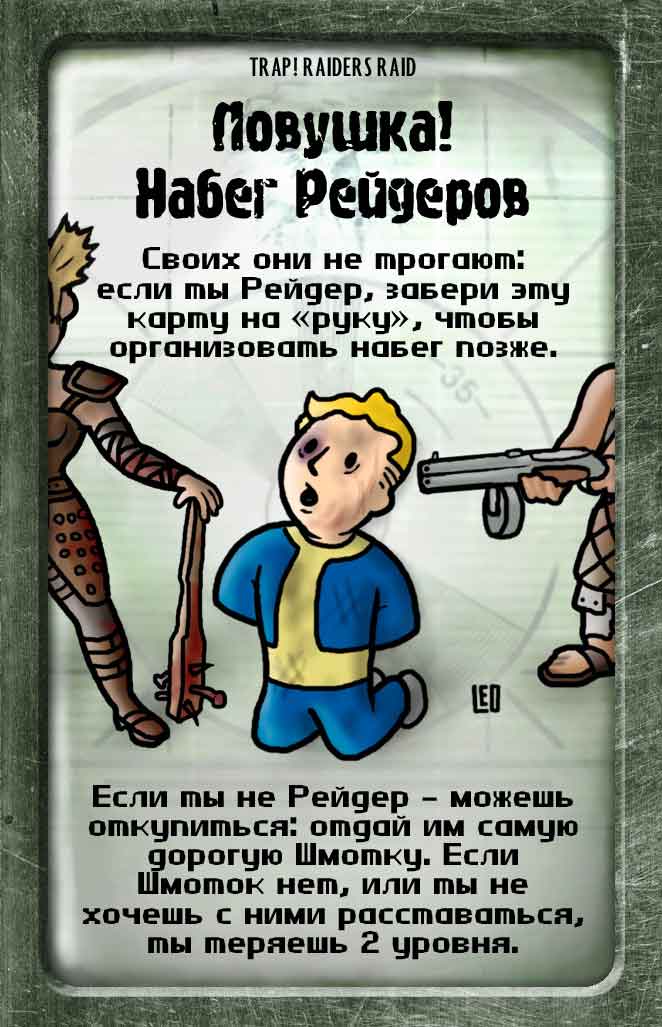 TRAP! RAIDERS RAID
Ловушка!
Набег Рейдеров
Своих они не трогают:
если ты Рейдер, забери эту
карту на «руку», чтобы
организовать набег позже.
-35-
LEO
Если ты не Рейдер – можешь
откупиться: отдай им самую
дорогую Шмотку. Если
Шмоток нет, или ты не
хочешь с ними расставаться,
ты теряешь 2 уровня.